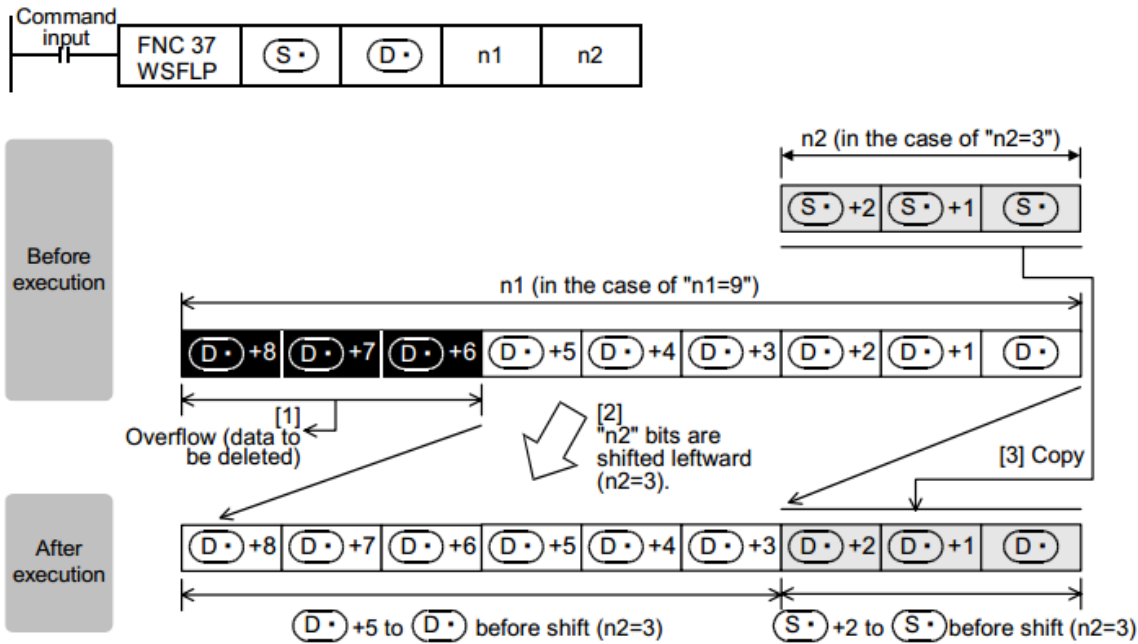 Command
input
FNC 37
WSFLP
S・
D・
n1
n2
n2 (in the case of "n2=3")
S・+2 S・+1 S・
Before
execution
n1 (in the case of "n1=9")
D・+8 D・+7 D・+6 D・+5 D・+4 D・+3 D・+2 D・+1 D・
[1]
Overflow (data to
be deleted)
[2]
"n2" bits are
shifted leftward
(n2=3).
[3] Copy
After
execution
D・+8 D・+7 D・+6 D・+5 D・+4 D・+3 D・+2 D・+1 D・
D・+5 to D・ before shift (n2=3)
S・+2 to S・before shift (n2=3)